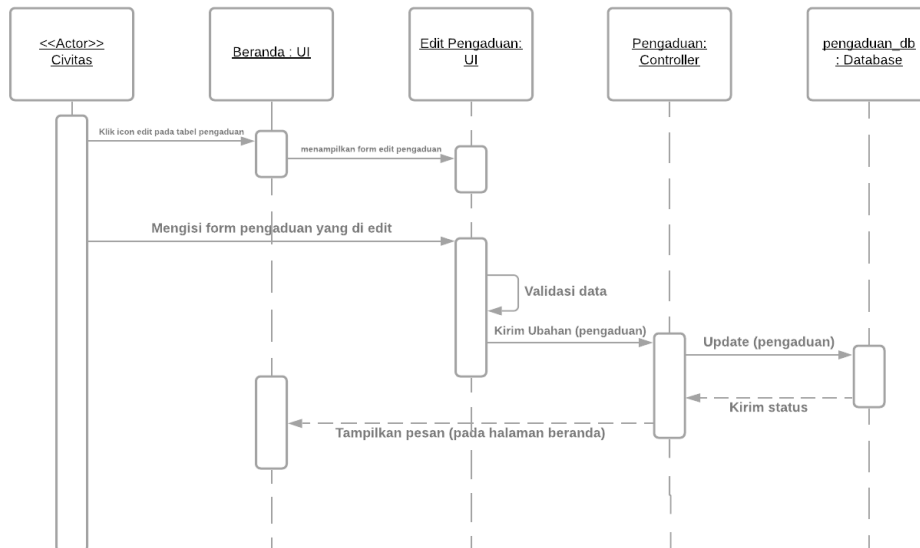 <<Actor>>
Civitas
Beranda : UI
Edit Pengaduan:
UI
Pengaduan:
Controller
pengaduan_db
: Database
Klik icon edit pada tabel pengaduan
menampilkan form edit pengaduan
Mengisi form pengaduan yang di edit
Validasi data
Kirim Ubahan (pengaduan)
Update (pengaduan)
Kirim status
Tampilkan pesan (pada halaman beranda)